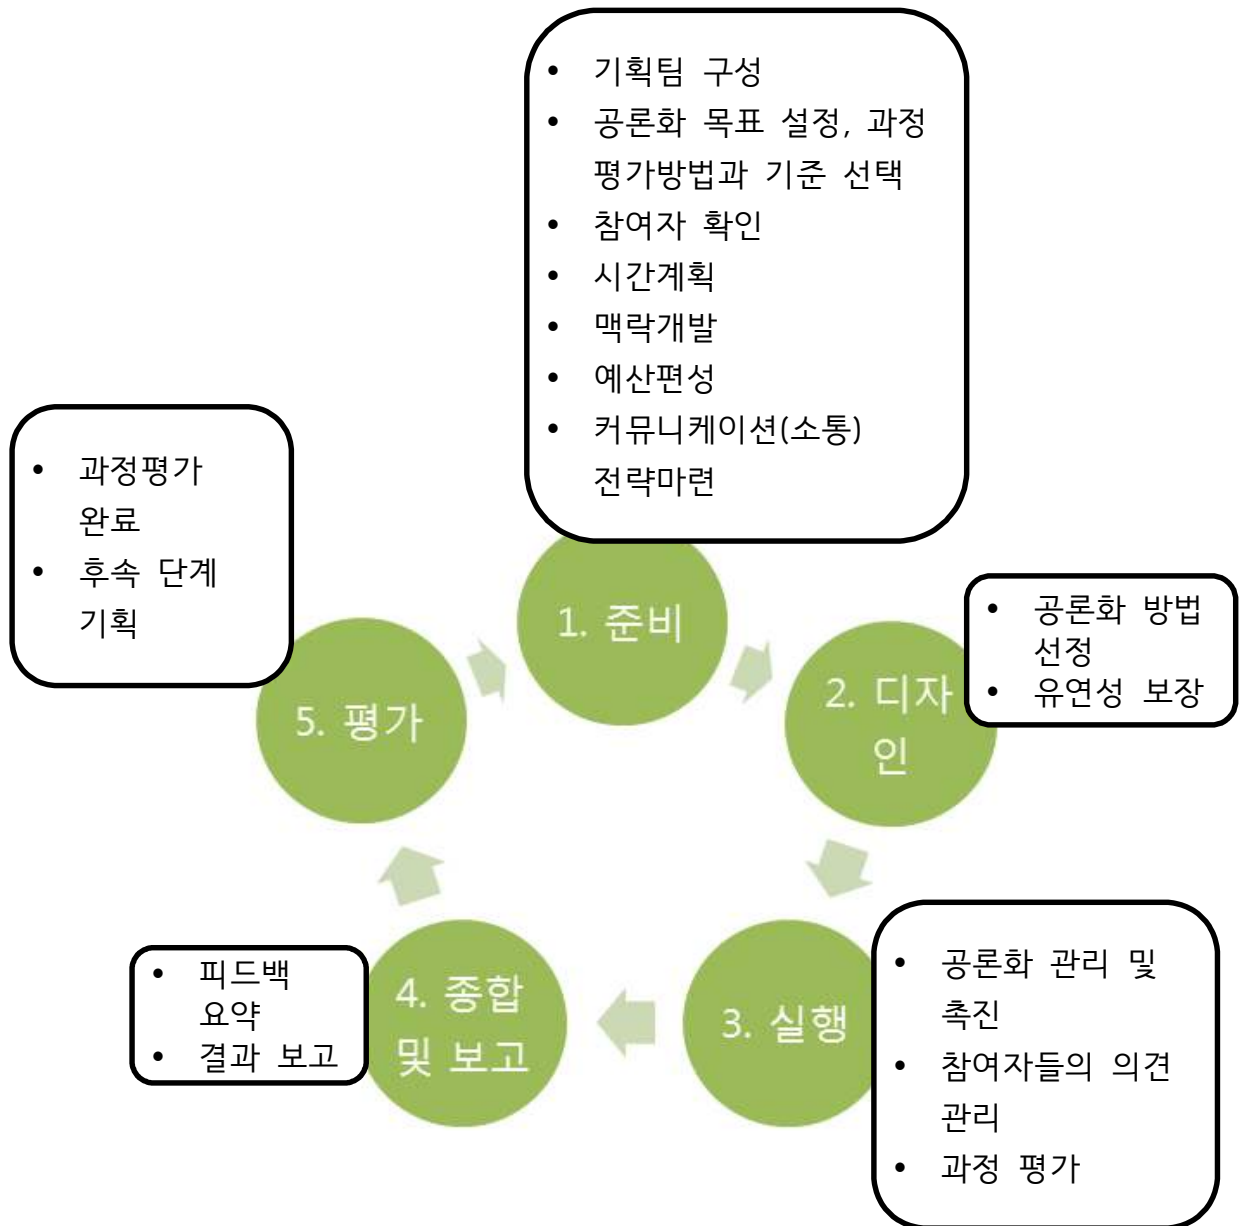 • 기획팀 구성
• 공론화 목표 설정, 과정
평가방법과 기준 선택
• 참여자 확인
• 시간계획
• 맥락개발
• 예산편성
• 커뮤니케이션(소통)
전략마련
1. 준비
• 공론화 방법
선정
• 유연성 보장
2. 디자
인
• 공론화 관리 및
촉진
• 참여자들의 의견
관리
• 과정 평가
3. 실행
• 피드백
요약
• 결과 보고
4. 종합
및 보고
• 과정평가
완료
• 후속 단계
기획
5. 평가